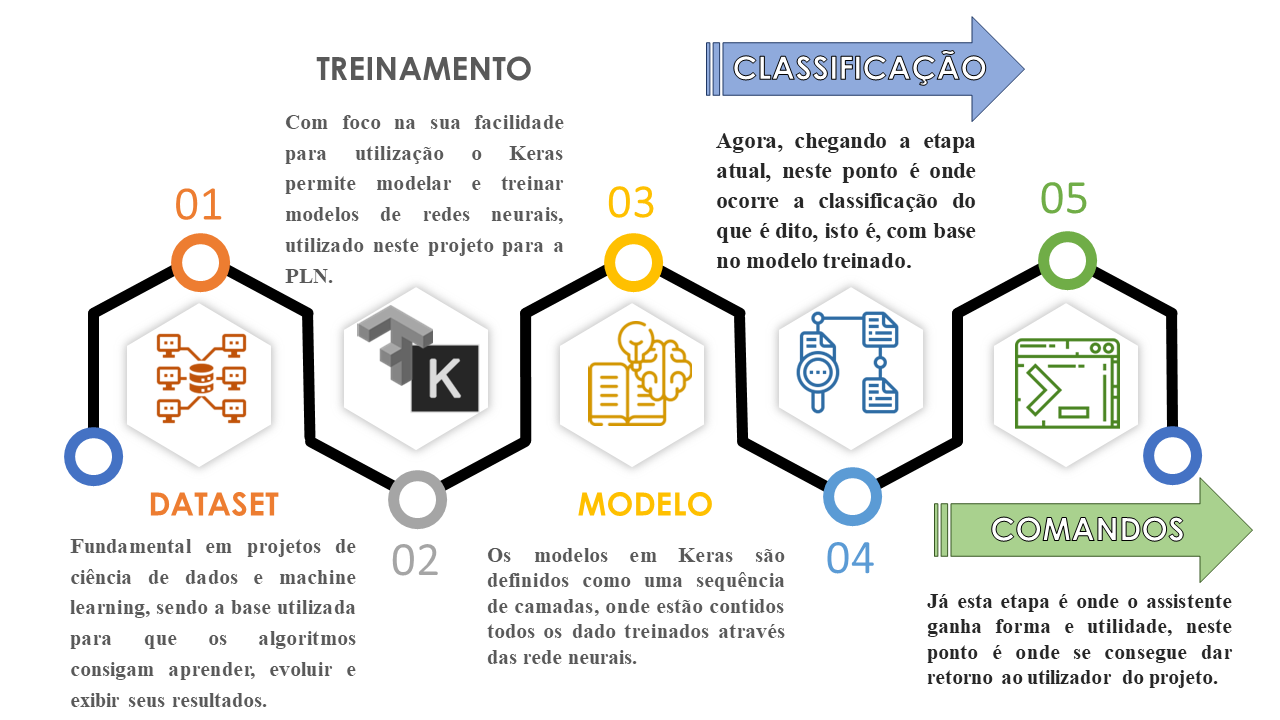 TREINAMENTO
Com foco na sua facilidade
para utilização o Keras
permite modelar e treinar
modelos de redes neurais,
utilizado neste projeto para a
PLN.
CLASSIFICAÇÃO
Agora, chegando a etapa
atual, neste ponto é onde
ocorre a classificação do
que é dito, isto é, com base
no modelo treinado.
01
03
05
K
DATASET
Fundamental em projetos de
ciência de dados e machine
learning, sendo a base utilizada
para que os algoritmos
consigam aprender, evoluir e
exibir seus resultados.
02
MODELO
Os modelos em Keras são
definidos como uma sequência
de camadas, onde estão contidos
todos os dado treinados através
das rede neurais.
04
COMANDOS
Já esta etapa é onde o assistente
ganha forma e utilidade, neste
ponto é onde se consegue dar
retorno ao utilizador do projeto.